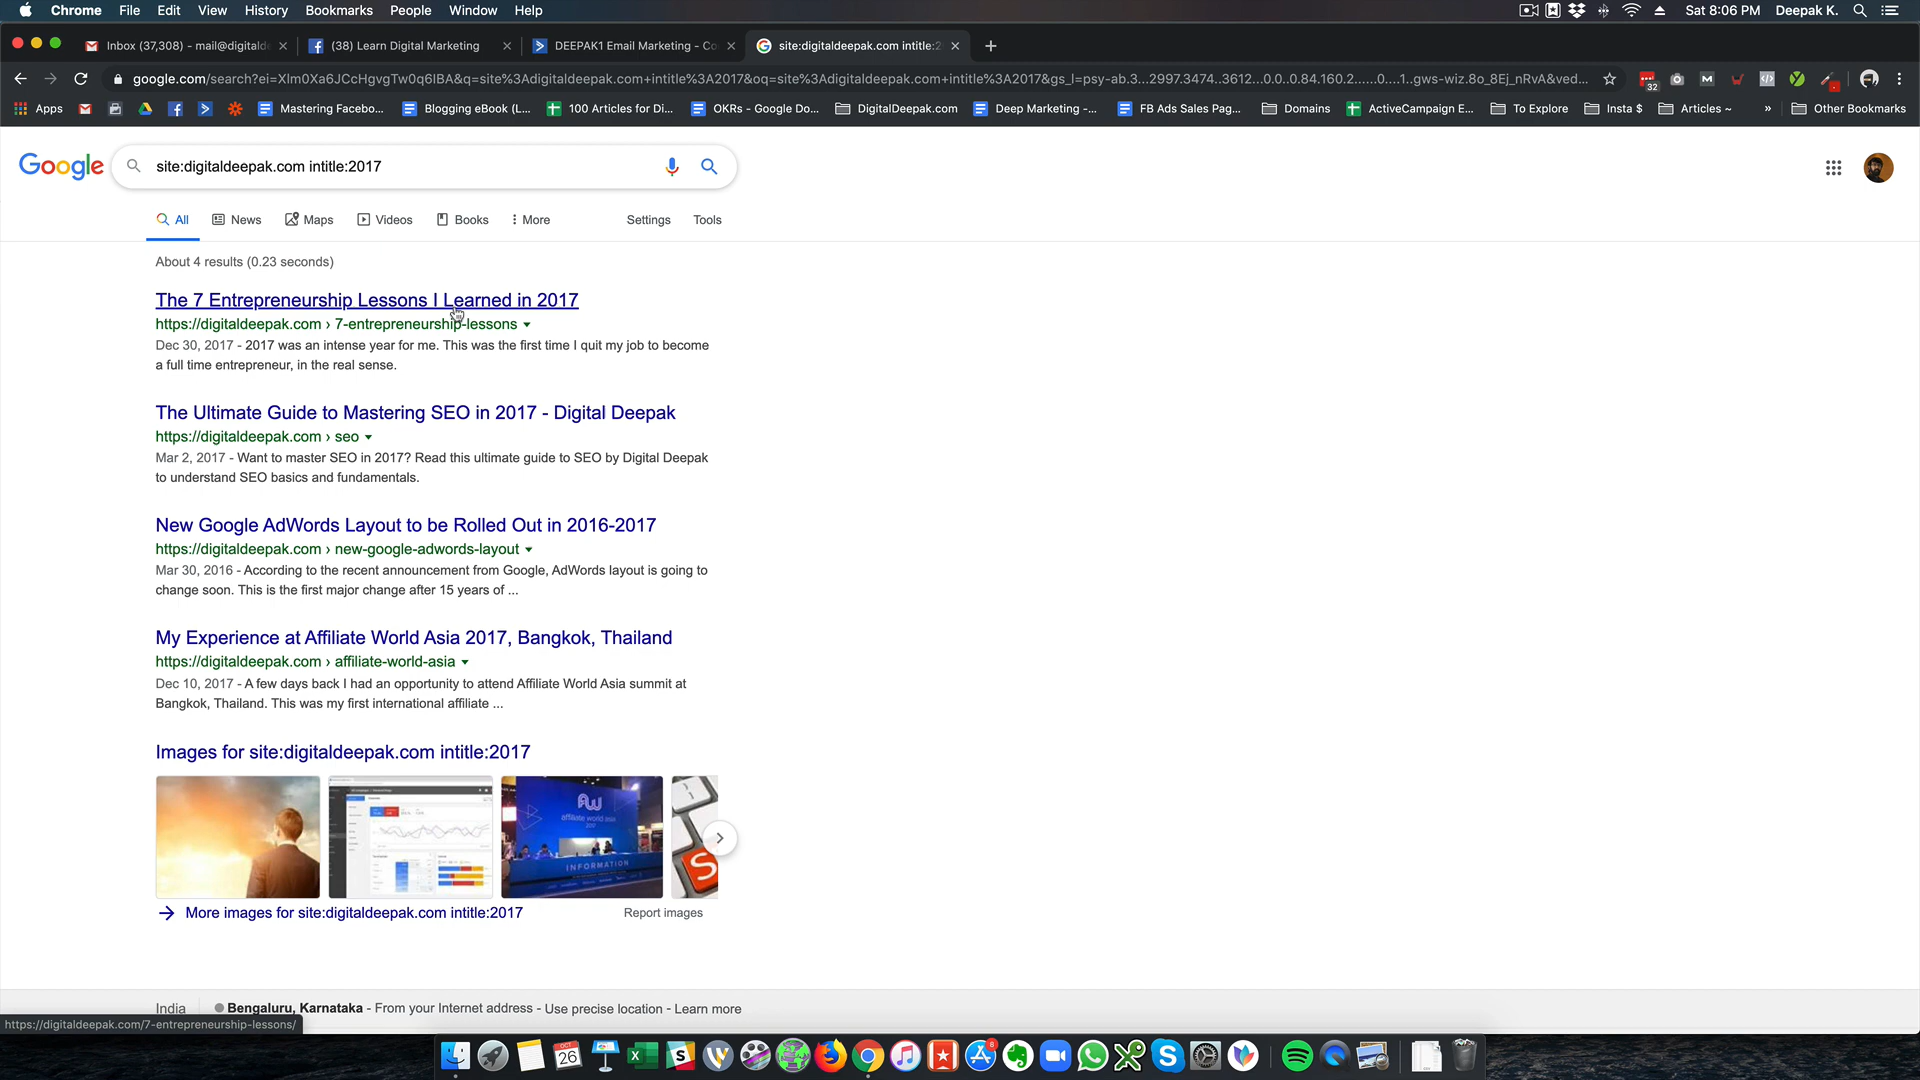 Chrome File Edit View History Bookmarks People Window Help
Sat 8:06 PM Deepak K.
Inbox (37,308) - mail@digitald
(38) Learn Digital Marketing
DEEPAK1 Email Marketing - Co
site:digitaldeepak.com intitle:2
google.com/search?ei=Xlm0Xa6JCcHgvgTw0q6IBA&q=site%3Adigitaldeepak.com+intitle%3A2017&oq=site%3Adigitaldeepak.com+intitle%3A2017&gs_l=psy-ab.3...2997.3474..3612...0.0..0.84.160.2......0....1..gws-wiz.8o_8Ej_nRvA&ved...
32
Apps
Mastering Facebo...
Blogging eBook (L...
100 Articles for Di...
OKRs - Google Do...
DigitalDeepak.com
Deep Marketing -...
FB Ads Sales Pag...
Domains
ActiveCampaign E...
To Explore
Insta $
Articles ~
»
Other Bookmarks
Google
site:digitaldeepak.com intitle:2017
All News Maps Videos Books More Settings Tools
About 4 results (0.23 seconds)
The 7 Entrepreneurship Lessons I Learned in 2017
https://digitaldeepak.com › 7-entrepreneurship-lessons
Dec 30, 2017 - 2017 was an intense year for me. This was the first time I quit my job to become
a full time entrepreneur, in the real sense.
The Ultimate Guide to Mastering SEO in 2017 - Digital Deepak
https://digitaldeepak.com › seo
Mar 2, 2017 - Want to master SEO in 2017? Read this ultimate guide to SEO by Digital Deepak
to understand SEO basics and fundamentals.
New Google AdWords Layout to be Rolled Out in 2016-2017
https://digitaldeepak.com › new-google-adwords-layout
Mar 30, 2016 - According to the recent announcement from Google, AdWords layout is going to
change soon. This is the first major change after 15 years of ...
My Experience at Affiliate World Asia 2017, Bangkok, Thailand
https://digitaldeepak.com › affiliate-world-asia
Dec 10, 2017 - A few days back I had an opportunity to attend Affiliate World Asia summit at
Bangkok, Thailand. This was my first international affiliate ...
Images for site:digitaldeepak.com intitle:2017
affiliate world asia
2017
INFORMATION
S
More images for site:digitaldeepak.com intitle:2017
Report images
India
Bengaluru, Karnataka - From your Internet address - Use precise location - Learn more
https://digitaldeepak.com/7-entrepreneurship-lessons/
OCT
26
8